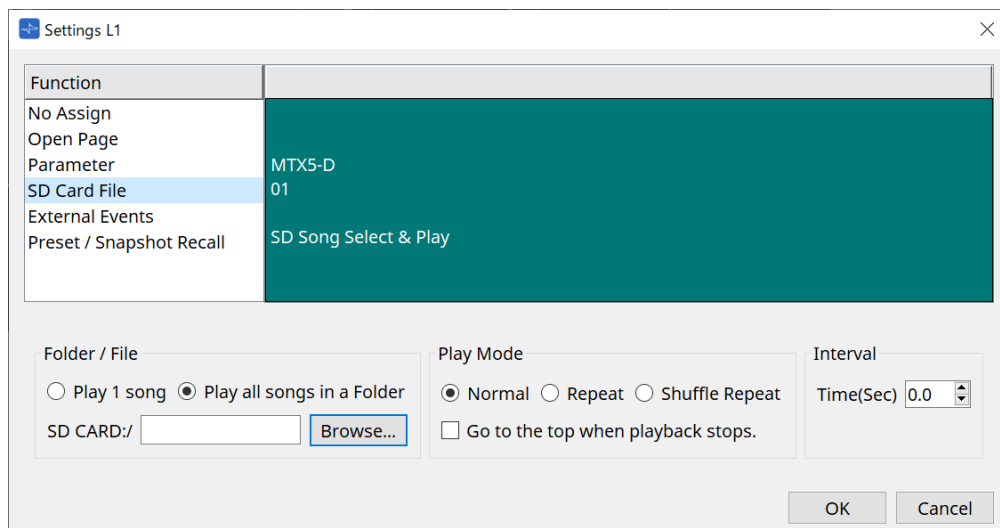 Settings L1
Function
No Assign
Open Page
Parameter
SD Card File
External Events
Preset / Snapshot Recall
MTX5-D
01
SD Song Select & Play
Folder / File
Play 1 song Play all songs in a Folder
SD CARD:/ Browse...
Play Mode
Normal Repeat Shuffle Repeat
Go to the top when playback stops.
Interval
Time(Sec) 0.0
OK Cancel